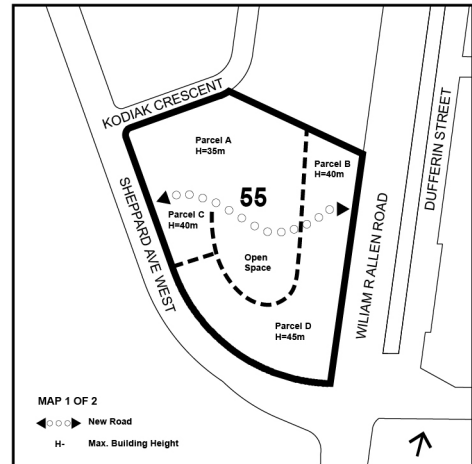 KODIAK CRESCENT
Parcel A
H=35m
Parcel B
H=40m
55
Parcel C
H=40m
Open
Space
Parcel D
H=45m
SHEPPARD AVE WEST
WILIAM R ALLEN ROAD
DUFFERIN STREET
MAP 1 OF 2
New Road
H- Max. Building Height